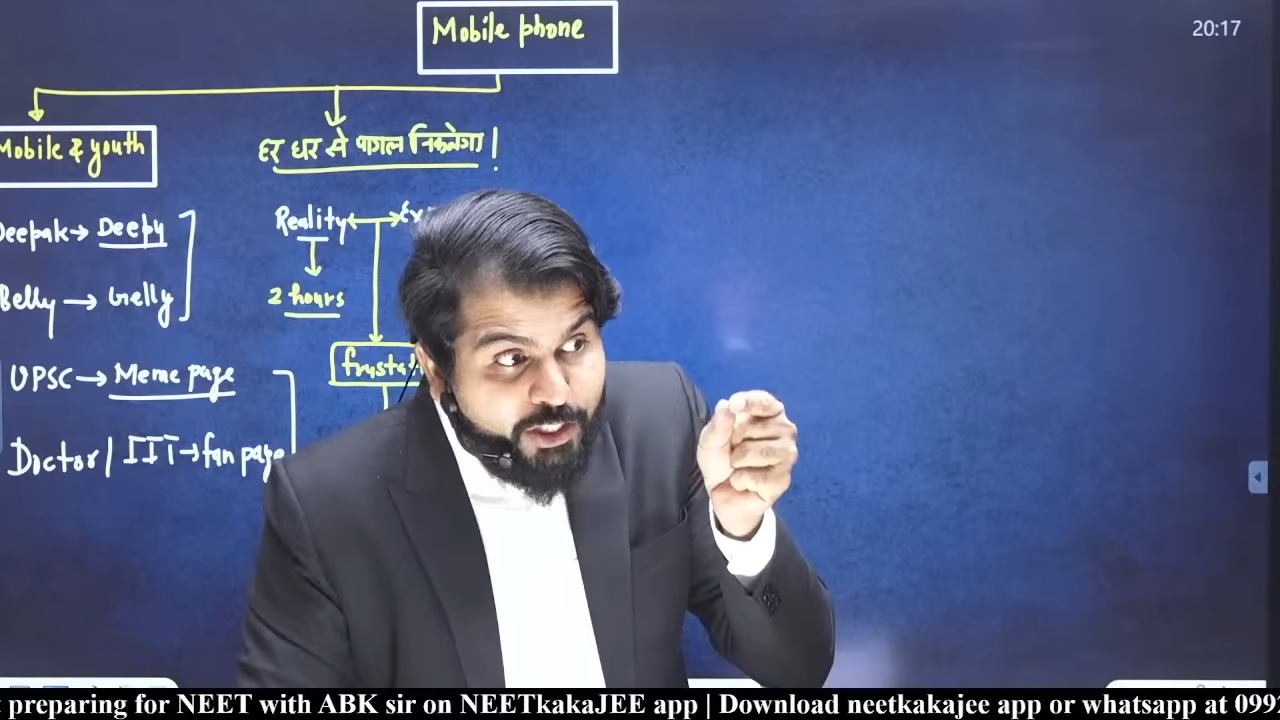 Mobile phone
20:17
Mobile & youth
हर घर से पागल निकलेगा!
Reality
Deepak → Deepy
Belly → Gelly
2 hours
UPSC → Meme page
Doctor / IIT → fan page
preparing for NEET with ABK sir on NEETkakaJEE app | Download neetkakajee app or whatsapp at 099